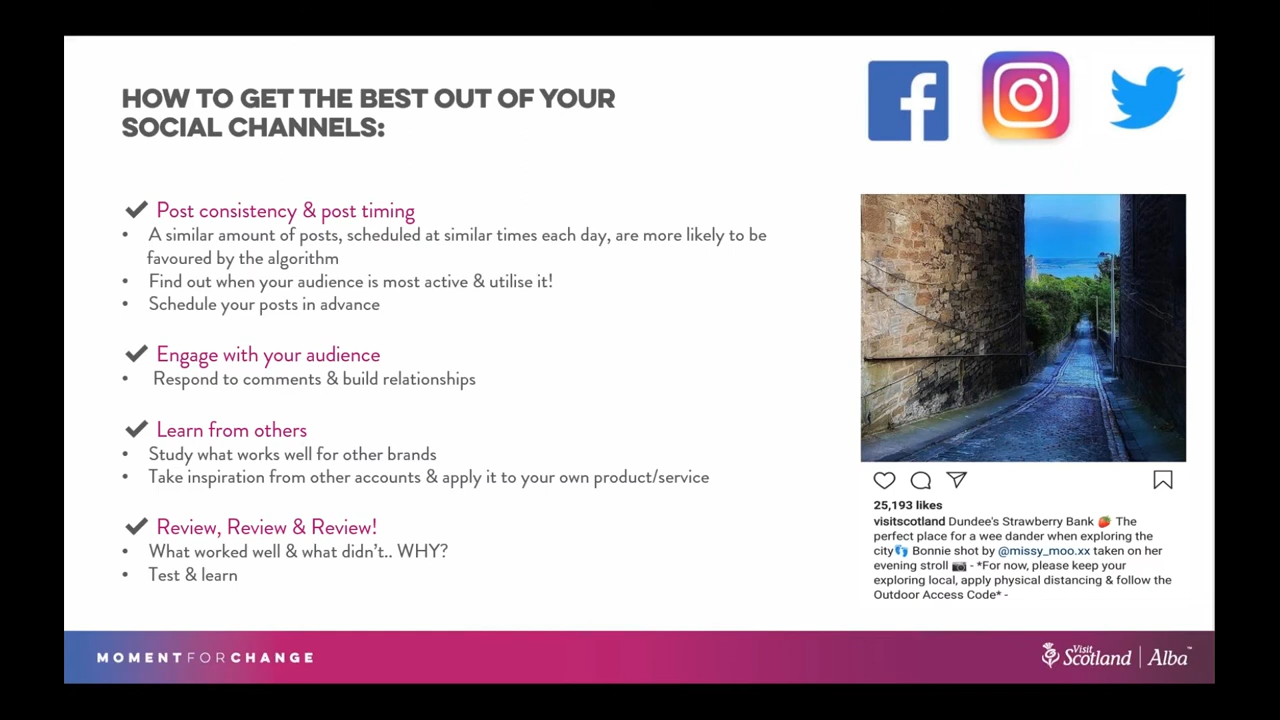 HOW TO GET THE BEST OUT OF YOUR
SOCIAL CHANNELS:
✔ Post consistency & post timing
• A similar amount of posts, scheduled at similar times each day, are more likely to be
favoured by the algorithm
• Find out when your audience is most active & utilise it!
• Schedule your posts in advance
✔ Engage with your audience
• Respond to comments & build relationships
✔ Learn from others
• Study what works well for other brands
• Take inspiration from other accounts & apply it to your own product/service
✔ Review, Review & Review!
• What worked well & what didn't.. WHY?
• Test & learn
25,193 likes
visitscotland Dundee's Strawberry Bank 🍓 The
perfect place for a wee dander when exploring the
city👣 Bonnie shot by @missy_moo.xx taken on her
evening stroll 📷 - *For now, please keep your
exploring local, apply physical distancing & follow the
Outdoor Access Code* -
MOMENTFORCHANGE
Visit
Scotland | Alba™